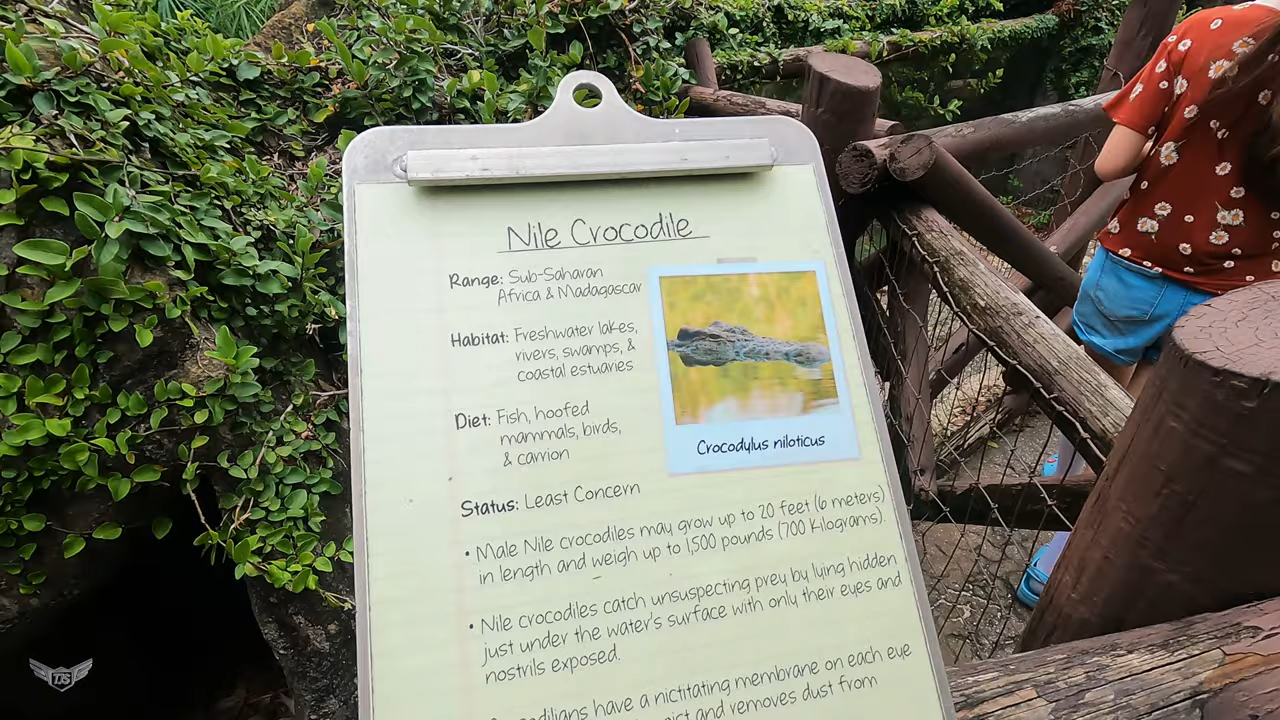 Nile Crocodile
Range: Sub-Saharan
Africa & Madagascar
Habitat: Freshwater lakes,
rivers, swamps, &
coastal estuaries
Diet: Fish, hoofed
mammals, birds,
& carrion
Crocodylus niloticus
Status: Least Concern
• Male Nile crocodiles may grow up to 20 feet (6 meters)
in length and weigh up to 1,500 pounds (700 Kilograms).
• Nile crocodiles catch unsuspecting prey by lying hidden
just under the water's surface with only their eyes and
nostrils exposed.
have a nictitating membrane on each eye
and removes dust from
TDS